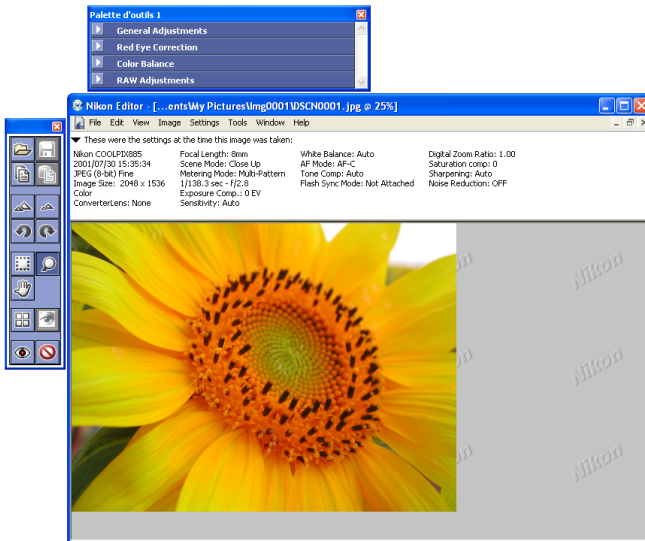 Palette d'outils 1
General Adjustments
Red Eye Correction
Color Balance
RAW Adjustments
Nikon Editor - [...ents\My Pictures\Img0001\DSCN0001.jpg @ 25%]
File Edit View Image Settings Tools Window Help
These were the settings at the time this image was taken:
Nikon COOLPIX885 Focal Length: 8mm White Balance: Auto Digital Zoom Ratio: 1.00
2001/07/30 15:35:34 Scene Mode: Close Up AF Mode: AF-C Saturation comp: 0
JPEG (8-bit) Fine Metering Mode: Multi-Pattern Tone Comp: Auto Sharpening: Auto
Image Size: 2048 x 1536 1/138.3 sec - f/2.8 Flash Sync Mode: Not Attached Noise Reduction: OFF
Color Exposure Comp.: 0 EV
ConverterLens: None Sensitivity: Auto
Nikon
Nikon
Nikon